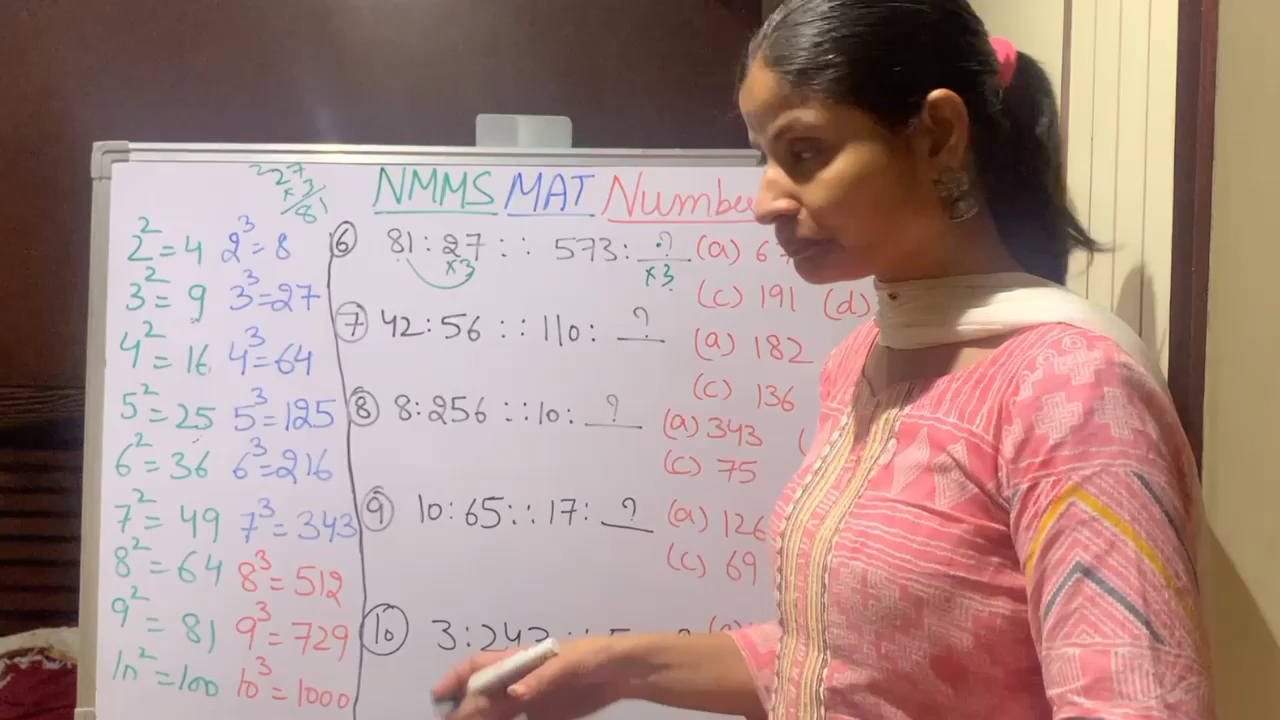 27
×3
81
NMMS MAT Number
2²=4 2³=8
3²=9 3³=27
4²=16 4³=64
5²=25 5³=125
6²=36 6³=216
7²=49 7³=343
8²=64 8³=512
9²=81 9³=729
10²=100 10³=1000
⑥ 81:27::573:? (a) 6
×3 ×3
(c) 191 (d)
⑦ 42:56::110:? (a) 182
(c) 136
⑧ 8:256::10:? (a) 343
(c) 75
⑨ 10:65::17:? (a) 126
(c) 69
⑩ 3:243